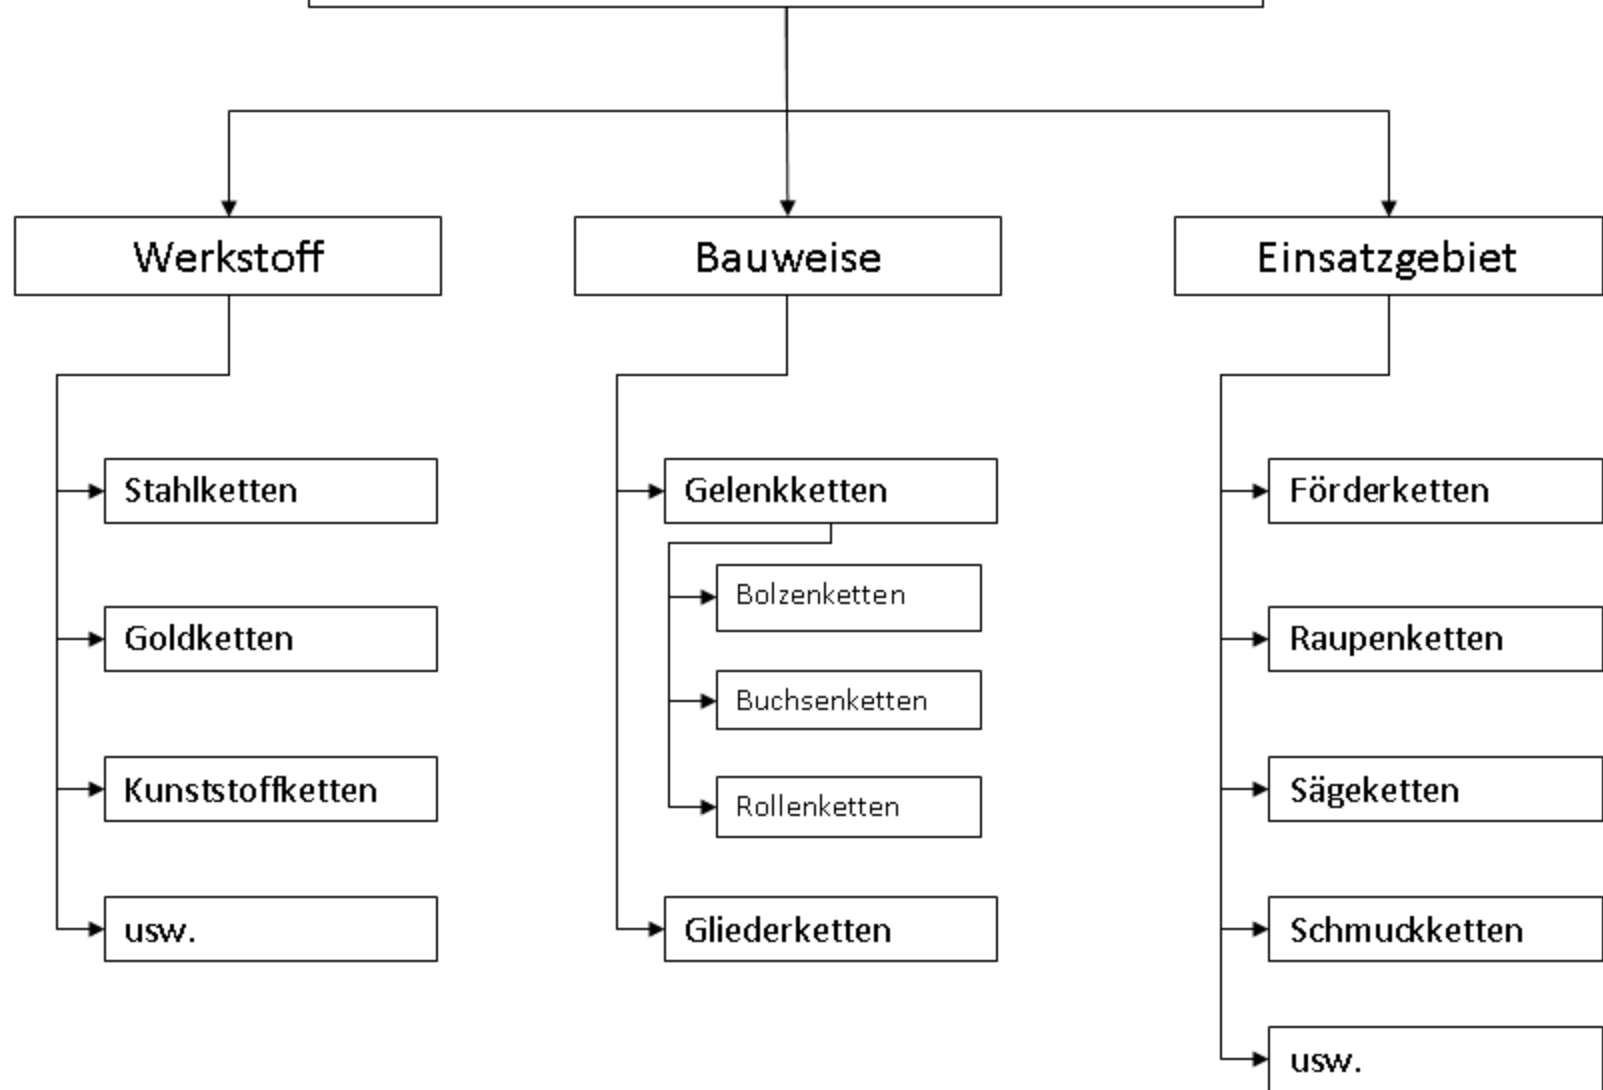 Werkstoff
Stahlketten
Goldketten
Kunststoffketten
usw.
Bauweise
Gelenkketten
Bolzenketten
Buchsenketten
Rollenketten
Gliederketten
Einsatzgebiet
Förderketten
Raupenketten
Sägeketten
Schmuckketten
usw.